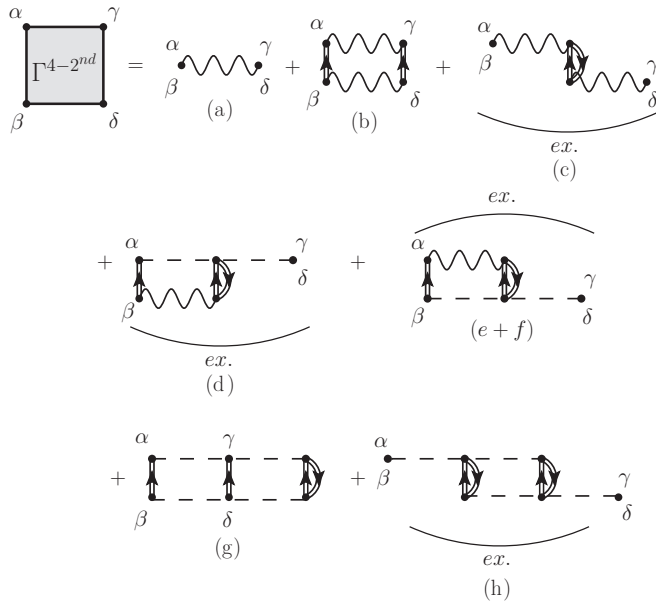 α γ α γ α γ α
Γ^{4−2^{nd}} = + +
β δ β δ β δ β γ δ
(a) (b) ex.
(c)
ex.
α γ α
+ δ + γ
β β δ
ex. (e + f)
(d)
α γ α
+ + β
β δ γ
(g) ex. δ
(h)